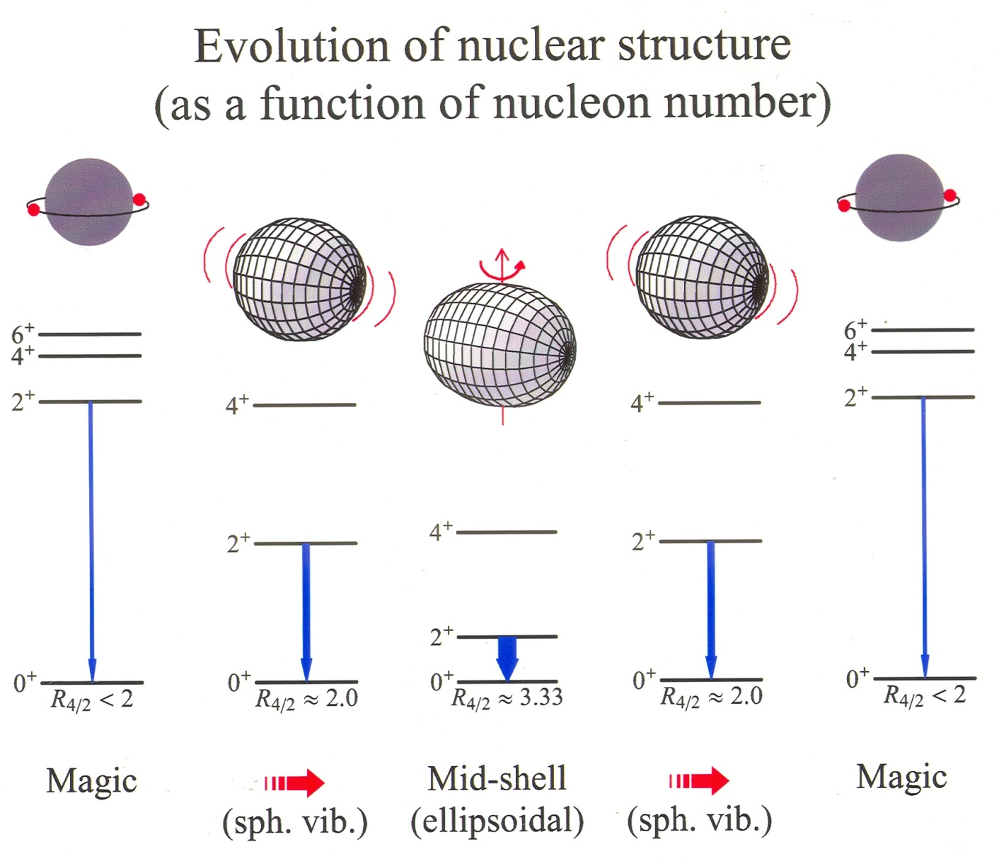 Evolution of nuclear structure
(as a function of nucleon number)
6+
4+
2+
0+
R4/2 < 2
Magic
4+
2+
0+
R4/2 ≈ 2.0
(sph. vib.)
4+
2+
0+
R4/2 ≈ 3.33
Mid-shell
(ellipsoidal)
4+
2+
0+
R4/2 ≈ 2.0
(sph. vib.)
6+
4+
2+
0+
R4/2 < 2
Magic